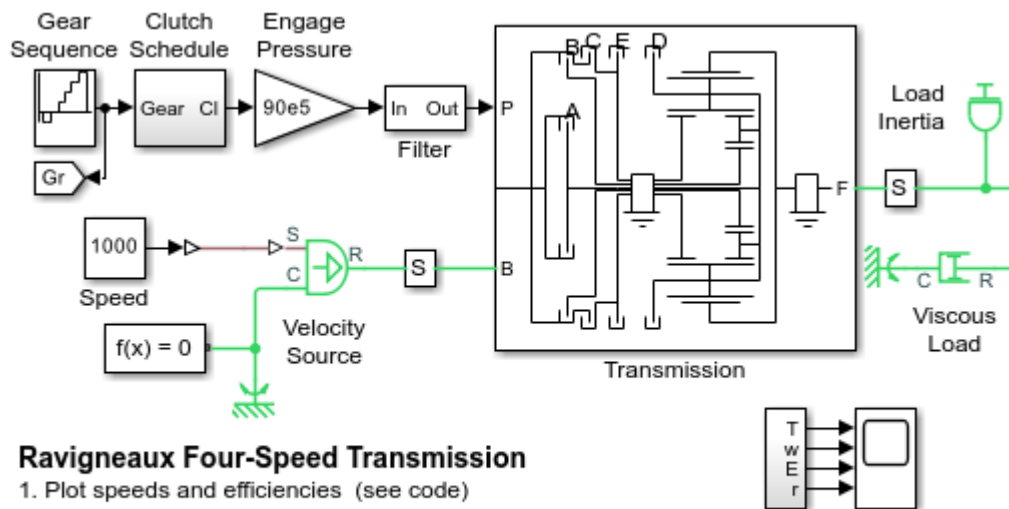 Gear
Sequence
Clutch
Schedule
Engage
Pressure
Gear Cl
90e5
In Out
Filter
P
B
C
E
D
A
F
Load
Inertia
S
Gr
1000
Speed
S
C
R
S
B
Velocity
Source
f(x) = 0
C
R
Viscous
Load
Transmission
Ravigneaux Four-Speed Transmission
1. Plot speeds and efficiencies (see code)
T
w
E
r